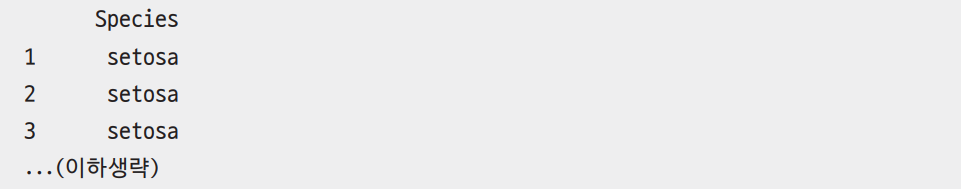 Species
1 setosa
2 setosa
3 setosa
...(이하생략)